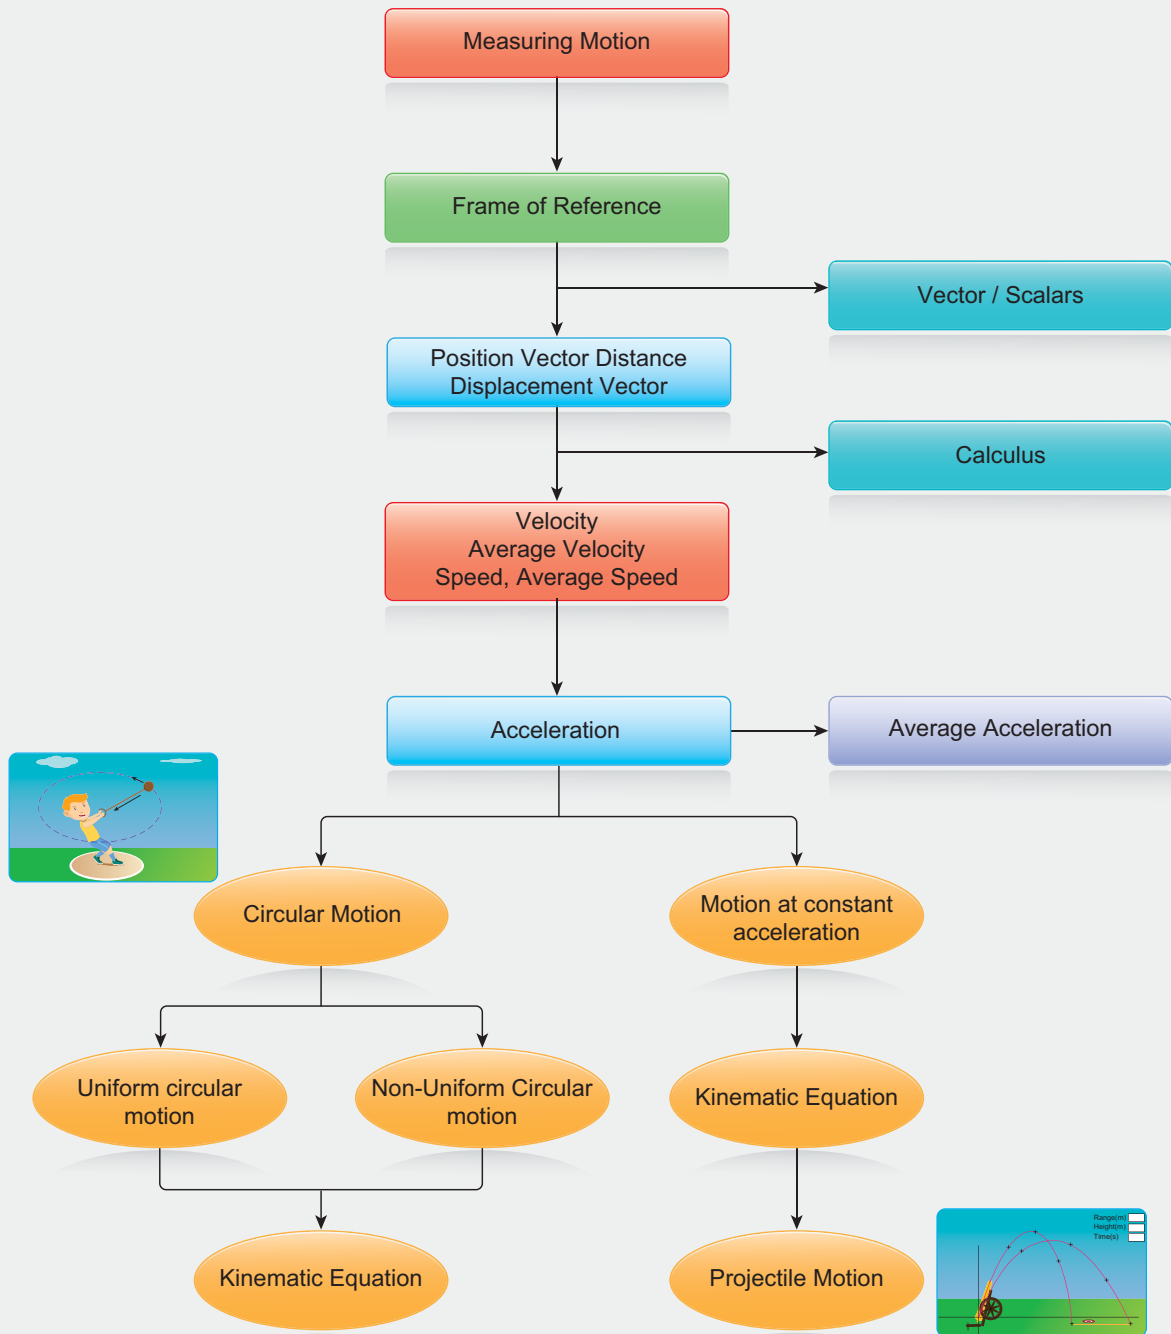 Measuring Motion
Frame of Reference
Vector / Scalars
Position Vector Distance
Displacement Vector
Calculus
Velocity
Average Velocity
Speed, Average Speed
Acceleration
Average Acceleration
Circular Motion
Motion at constant
acceleration
Uniform circular
motion
Non-Uniform Circular
motion
Kinematic Equation
Kinematic Equation
Projectile Motion
Range(m)
Height(m)
Time(s)